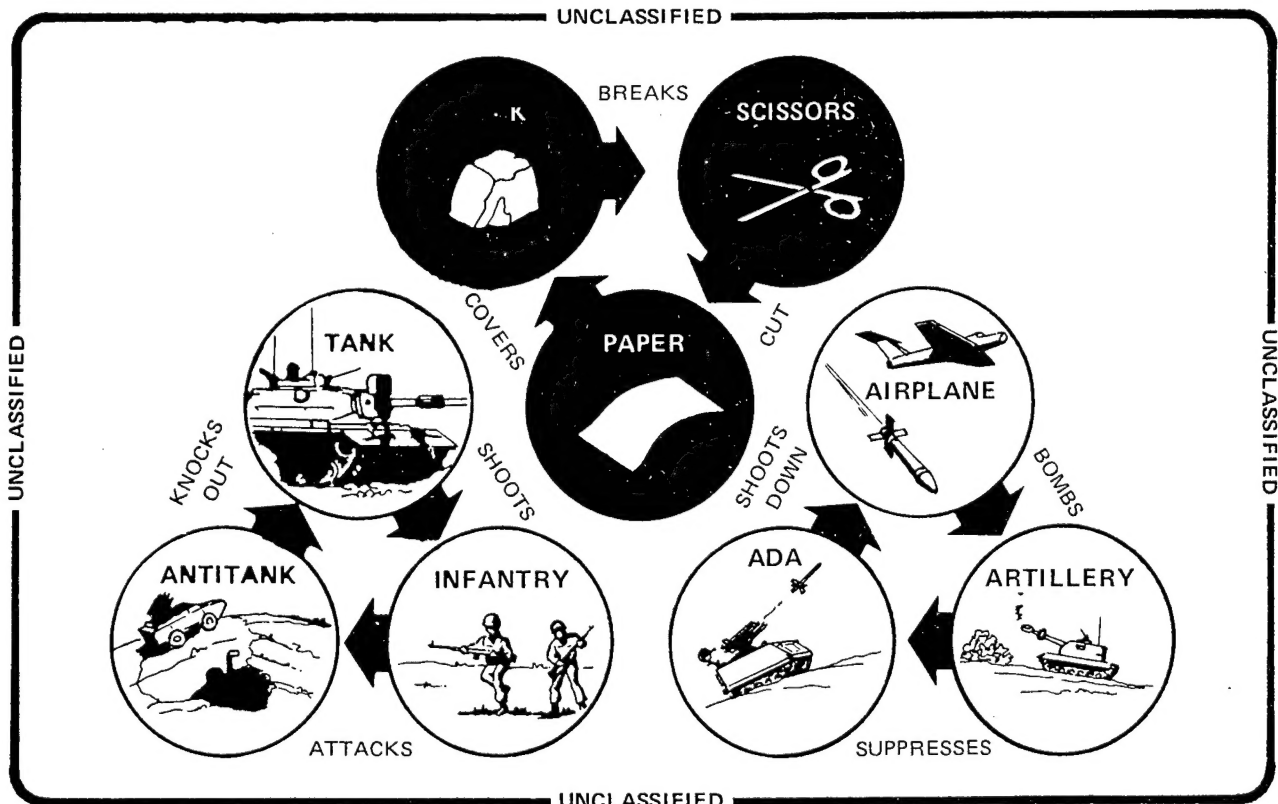 UNCLASSIFIED
BREAKS
K
SCISSORS
COVERS
CUT
PAPER
TANK
AIRPLANE
UNCLASSIFIED
UNCLASSIFIED
KNOCKS
OUT
SHOOTS
SHOOTS
DOWN
BOMBS
ANTITANK
INFANTRY
ADA
ARTILLERY
ATTACKS
SUPPRESSES
UNCLASSIFIED